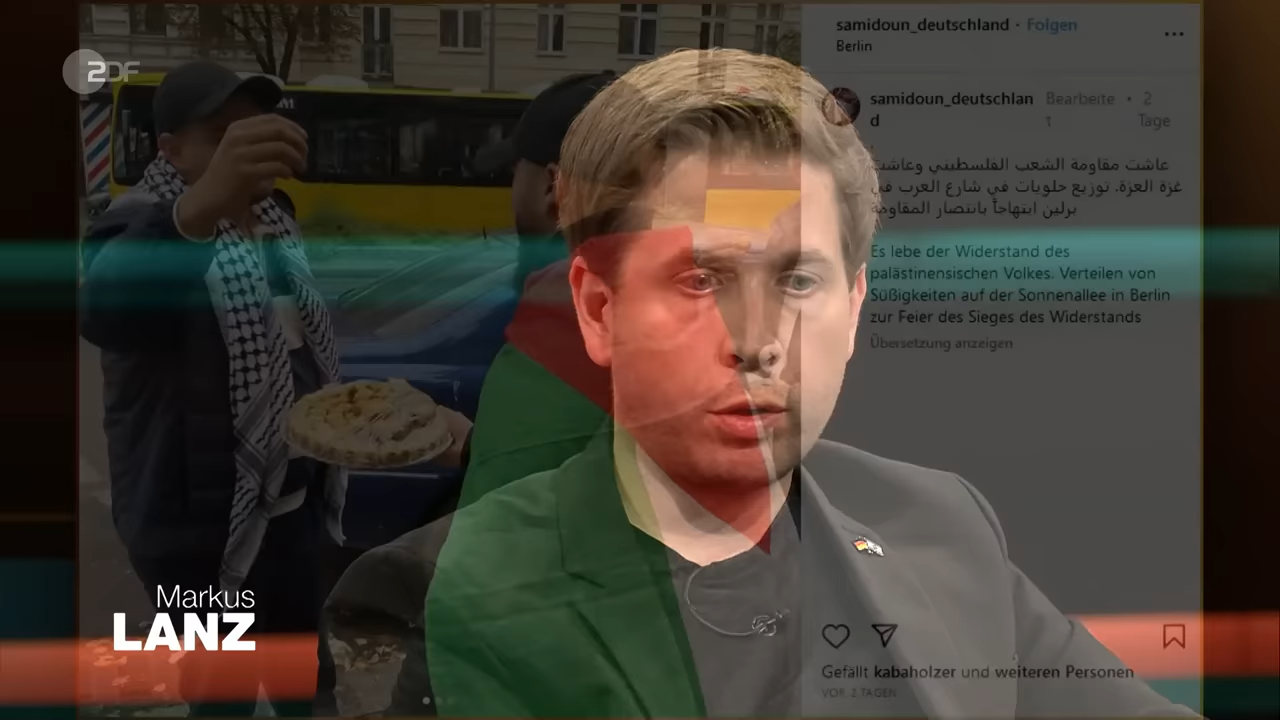 ZDF
samidoun_deutschland • Folgen
Berlin
samidoun_deutschlan Bearbeite • 2
d t Tage
عاشت مقاومة الشعب الفلسطيني وعاشت
غزة العزة. توزيع حلويات في شارع العرب في
برلين ابتهاجاً بانتصار المقاومة
Es lebe der Widerstand des
palästinensischen Volkes. Verteilen von
Süßigkeiten auf der Sonnenallee in Berlin
zur Feier des Sieges des Widerstands
Übersetzung anzeigen
Gefällt kabaholzer und weiteren Personen
VOR 2 TAGEN
Markus
LANZ